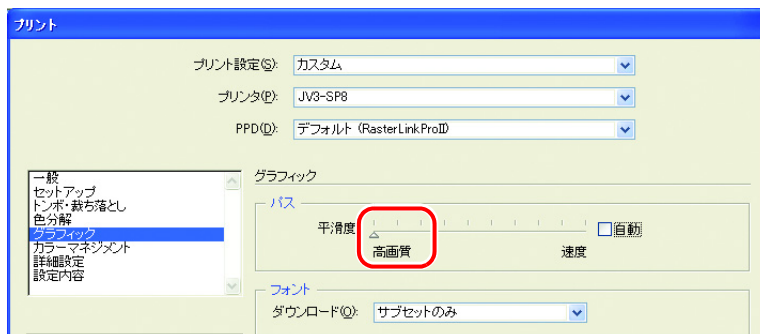 プリント
プリント設定(S): カスタム
プリンタ(P): JV3-SP8
PPD(D): デフォルト (RasterLinkProII)
一般
セットアップ
トンボ・裁ち落とし
色分解
グラフィック
カラーマネジメント
詳細設定
設定内容
グラフィック
パス
平滑度 自動
高画質 速度
フォント
ダウンロード(O): サブセットのみ